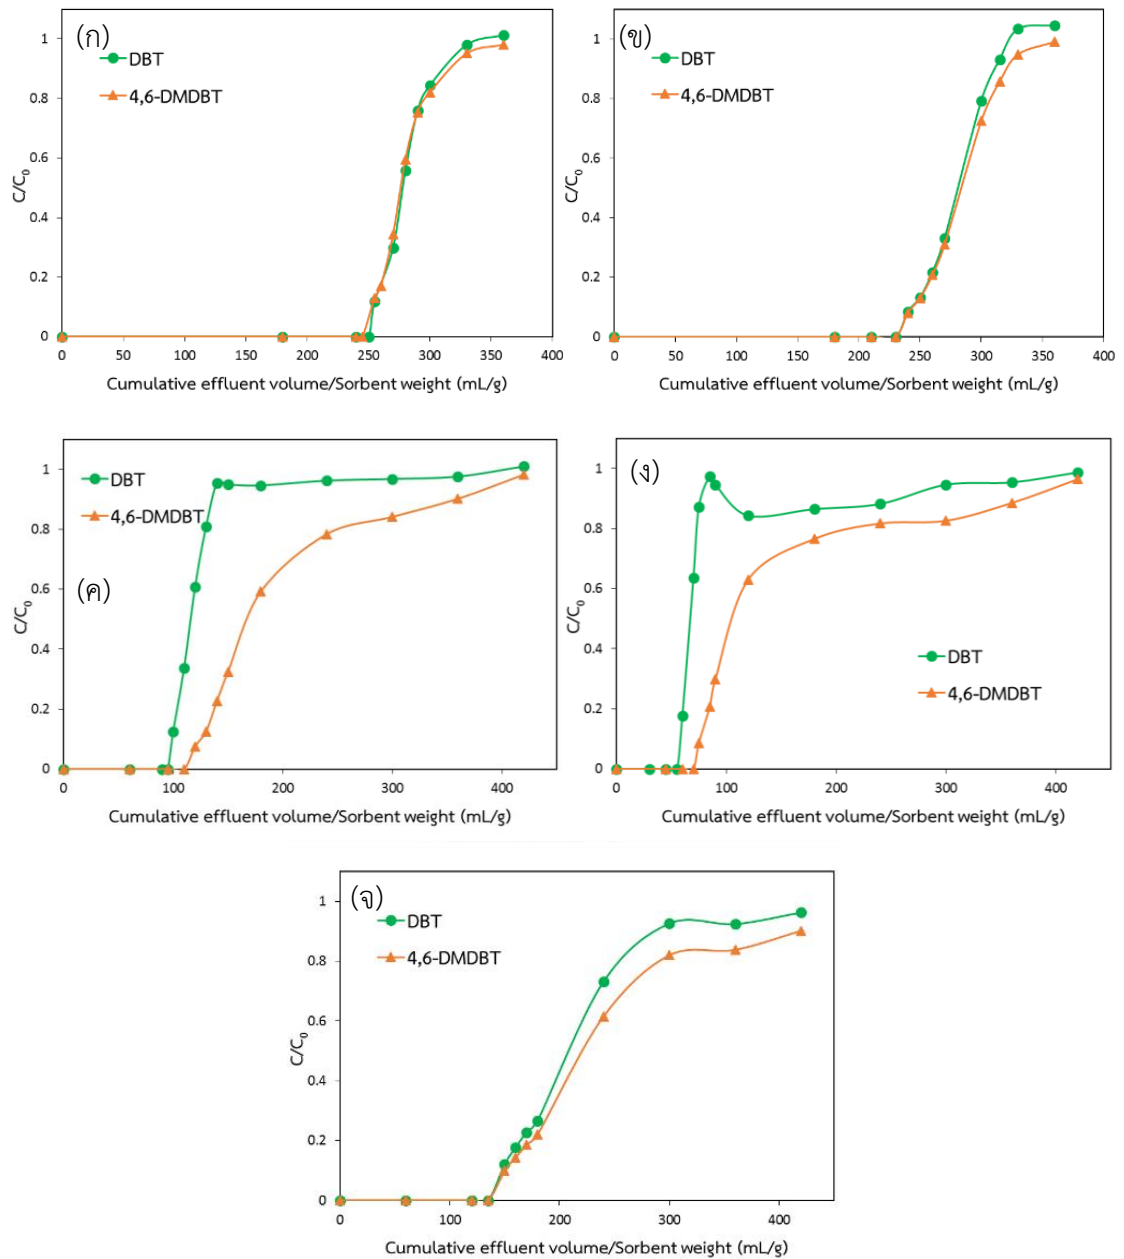 (ก)
DBT
4,6-DMDBT
1
0.8
0.6
0.4
0.2
0
C/C₀
0 50 100 150 200 250 300 350 400
Cumulative effluent volume/Sorbent weight (mL/g)
(ข)
DBT
4,6-DMDBT
1
0.8
0.6
0.4
0.2
0
C/C₀
0 50 100 150 200 250 300 350 400
Cumulative effluent volume/Sorbent weight (mL/g)
DBT
4,6-DMDBT
(ค)
1
0.8
0.6
0.4
0.2
0
C/C₀
0 100 200 300 400
Cumulative effluent volume/Sorbent weight (mL/g)
(ง)
DBT
4,6-DMDBT
1
0.8
0.6
0.4
0.2
0
C/C₀
0 100 200 300 400
Cumulative effluent volume/Sorbent weight (mL/g)
(จ)
DBT
4,6-DMDBT
1
0.8
0.6
0.4
0.2
0
C/C₀
0 100 200 300 400
Cumulative effluent volume/Sorbent weight (mL/g)